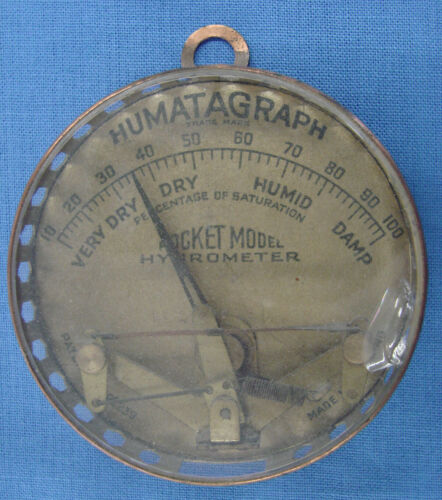 HUMATAGRAPH
TRADE MARK
10 20 30 40 50 60 70 80 90 100
VERY DRY DRY HUMID DAMP
PERCENTAGE OF SATURATION
POCKET MODEL
HYGROMETER
MADE